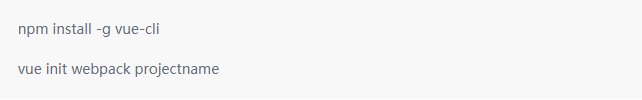 npm install -g vue-cli
vue init webpack projectname